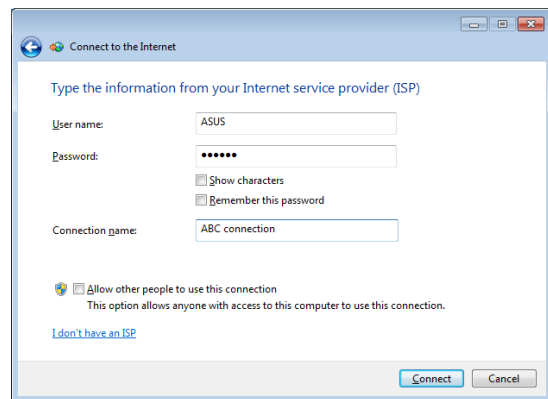 Connect to the Internet
Type the information from your Internet service provider (ISP)
User name: ASUS
Password: ••••••
Show characters
Remember this password
Connection name: ABC connection
Allow other people to use this connection
This option allows anyone with access to this computer to use this connection.
I don't have an ISP
Connect Cancel